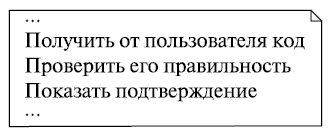 ...
Получить от пользователя код
Проверить его правильность
Показать подтверждение
...